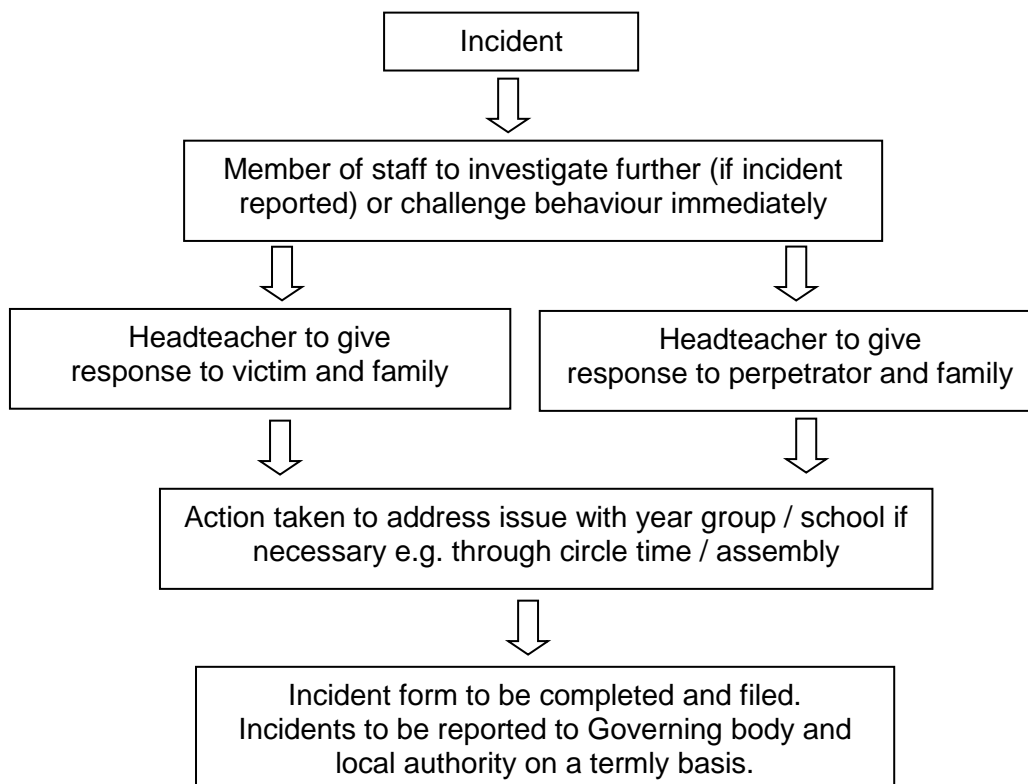 Incident
Member of staff to investigate further (if incident
reported) or challenge behaviour immediately
Headteacher to give
response to victim and family
Headteacher to give
response to perpetrator and family
Action taken to address issue with year group / school if
necessary e.g. through circle time / assembly
Incident form to be completed and filed.
Incidents to be reported to Governing body and
local authority on a termly basis.